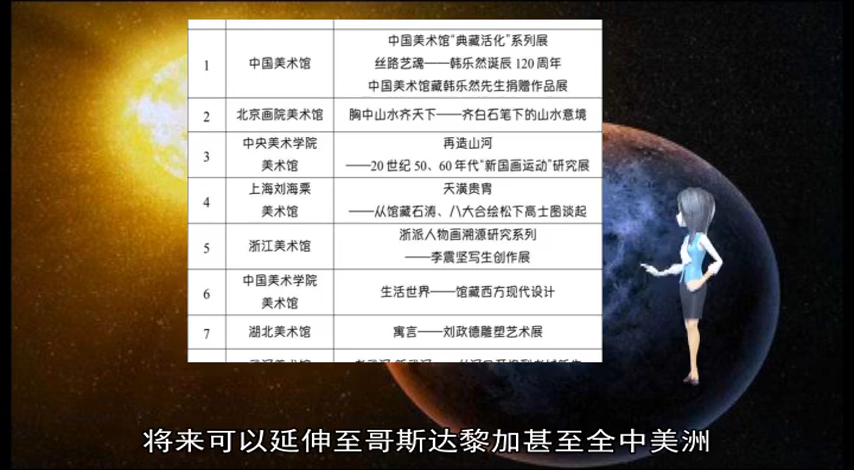 1
中国美术馆
中国美术馆“典藏活化”系列展
丝路艺魂——韩乐然诞辰 120 周年
中国美术馆藏韩乐然先生捐赠作品展
2
北京画院美术馆
胸中山水齐天下——齐白石笔下的山水意境
3
中央美术学院
美术馆
再造山河
——20 世纪 50、60 年代“新国画运动”研究展
4
上海刘海粟
美术馆
天潢贵胄
——从馆藏石涛、八大合绘松下高士图谈起
5
浙江美术馆
浙派人物画溯源研究系列
——李震坚写生创作展
6
中国美术学院
美术馆
生活世界——馆藏西方现代设计
7
湖北美术馆
寓言——刘政德雕塑艺术展
将来可以延伸至哥斯达黎加甚至全中美洲